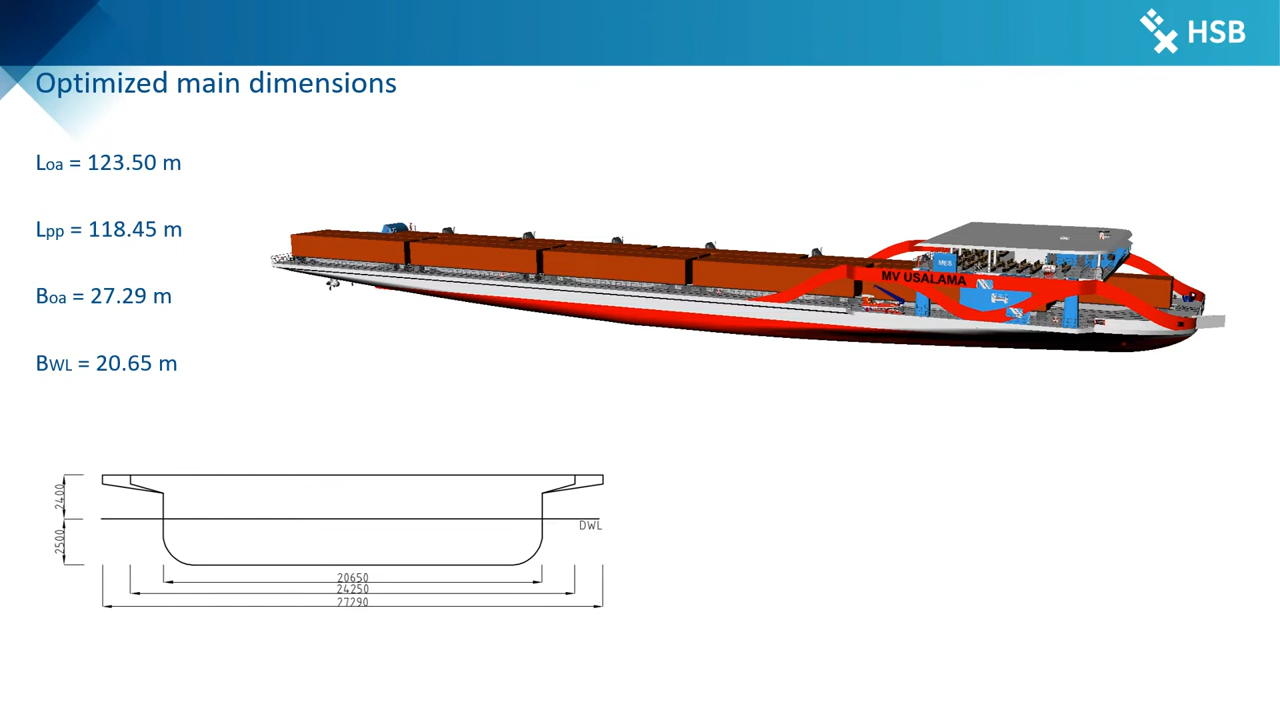 HSB
Optimized main dimensions
Loa = 123.50 m
Lpp = 118.45 m
Boa = 27.29 m
BWL = 20.65 m
MES
MV USALAMA
2400
2500
DWL
20650
24250
27290